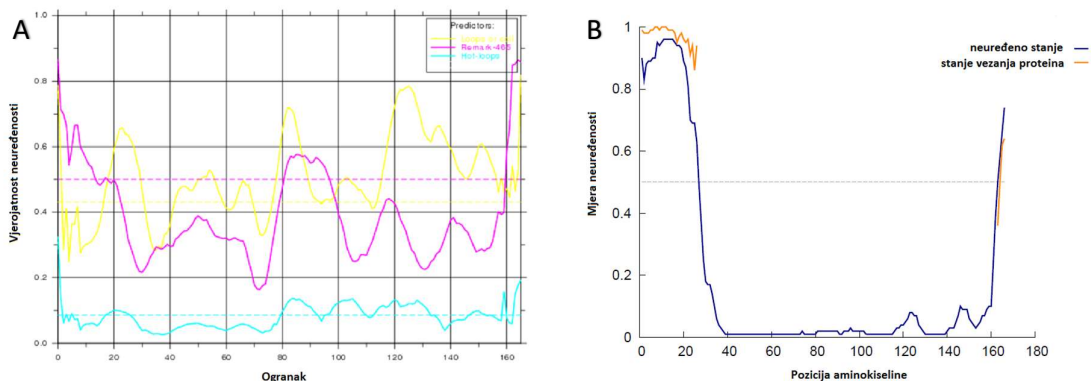 A
Predictors:
Remark-465
Hot-loops
Vjerojatnost neuređenosti
1.0
0.8
0.6
0.4
0.2
0.0
0
20
40
60
80
100
120
140
160
Ogranak
B
neuređeno stanje
stanje vezanja proteina
Mjera neuređenosti
1
0.8
0.6
0.4
0.2
0
0
20
40
60
80
100
120
140
160
180
Pozicija aminokiseline